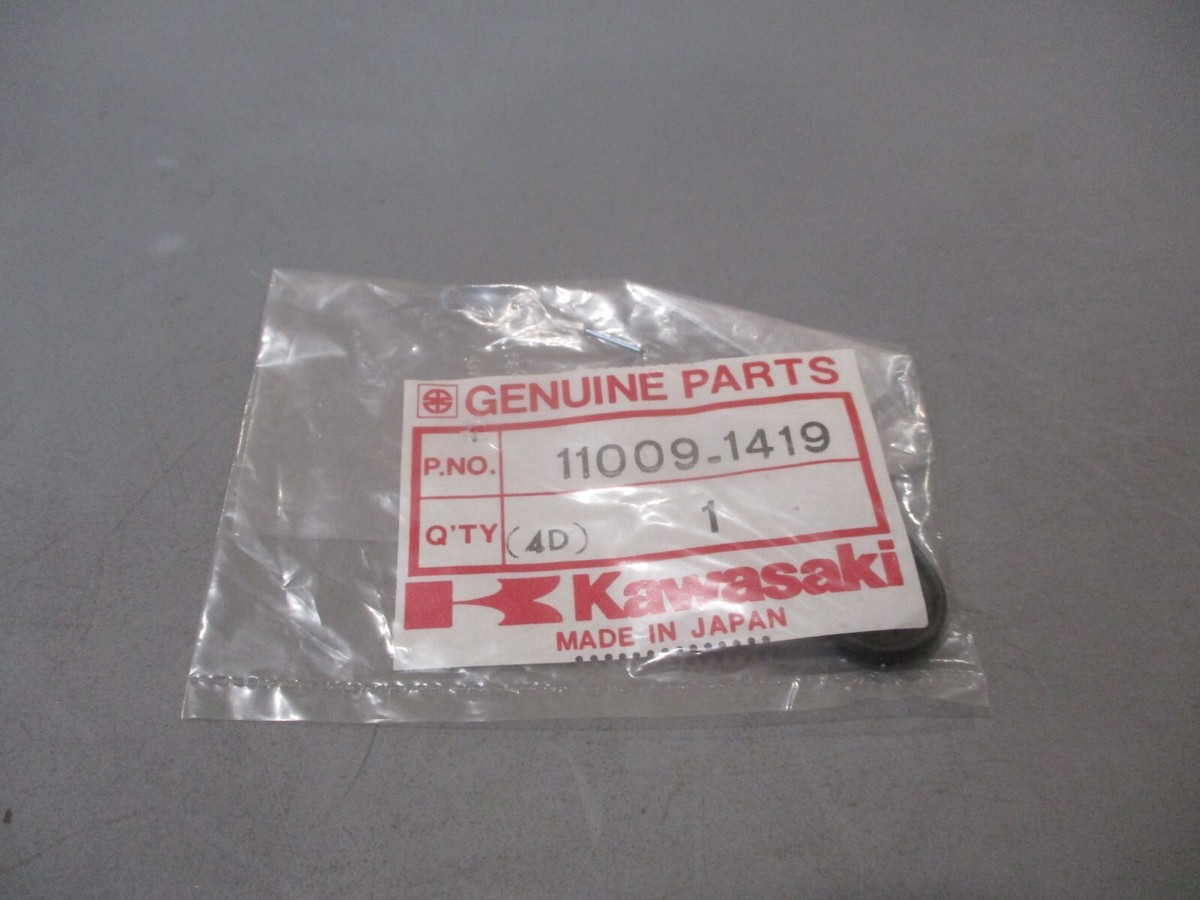 GENUINE PARTS
P.NO. 11009-1419
Q'TY (4D) 1
Kawasaki
MADE IN JAPAN